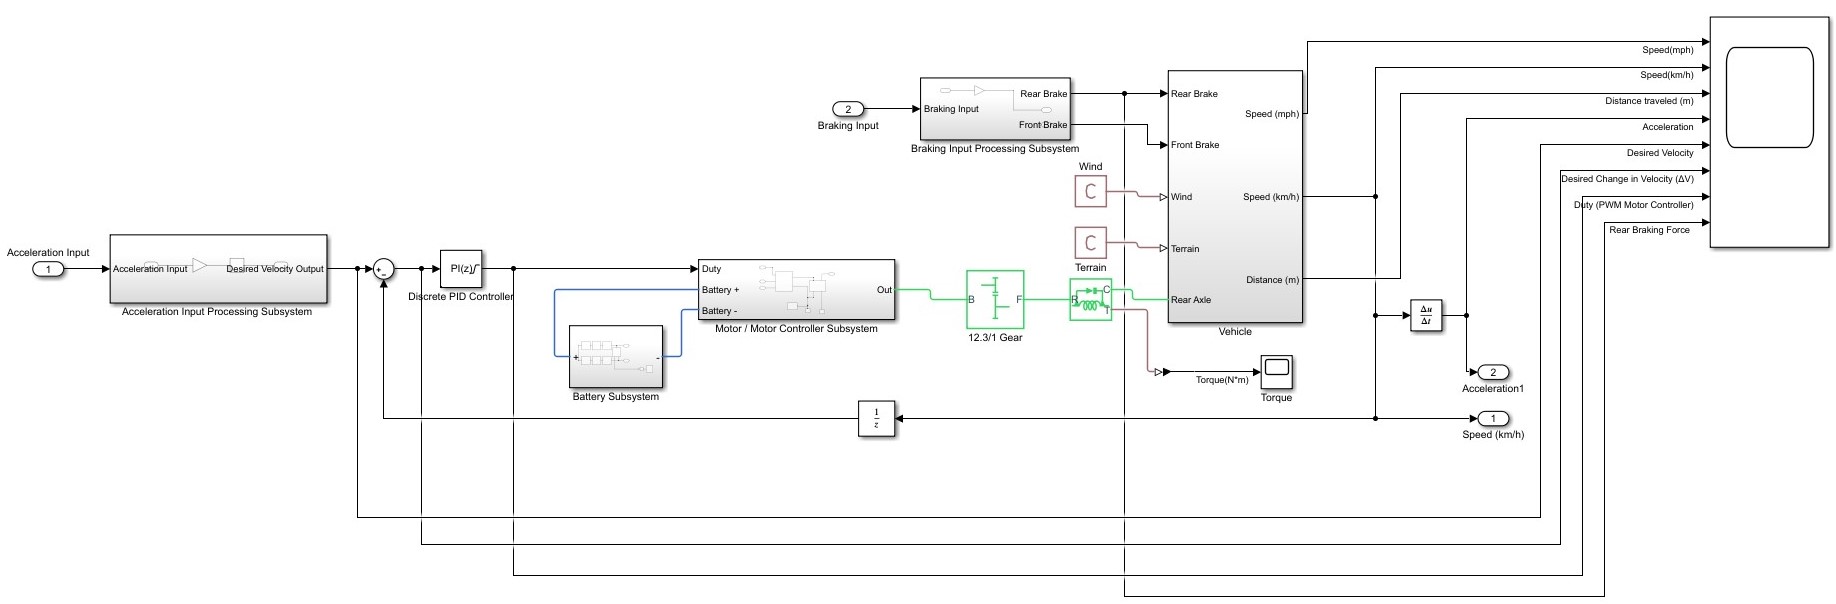 Speed(mph)
Speed(km/h)
Distance traveled (m)
Acceleration
Desired Velocity
Desired Change in Velocity (ΔV)
Duty (PWM Motor Controller)
Rear Braking Force
2
Braking Input
Braking Input
Rear Brake
Front Brake
Braking Input Processing Subsystem
Rear Brake
Front Brake
Wind
Terrain
Rear Axle
Speed (mph)
Speed (km/h)
Distance (m)
Vehicle
Wind
C
C
Terrain
Acceleration Input
1
Acceleration Input
Desired Velocity Output
Acceleration Input Processing Subsystem
+
-
PI(z)
Discrete PID Controller
Duty
Battery +
Battery -
Out
Motor / Motor Controller Subsystem
+
-
Battery Subsystem
B
F
12.3/1 Gear
R
C
T
Torque(N*m)
Torque
Δu
Δt
2
Acceleration1
1
z
1
Speed (km/h)